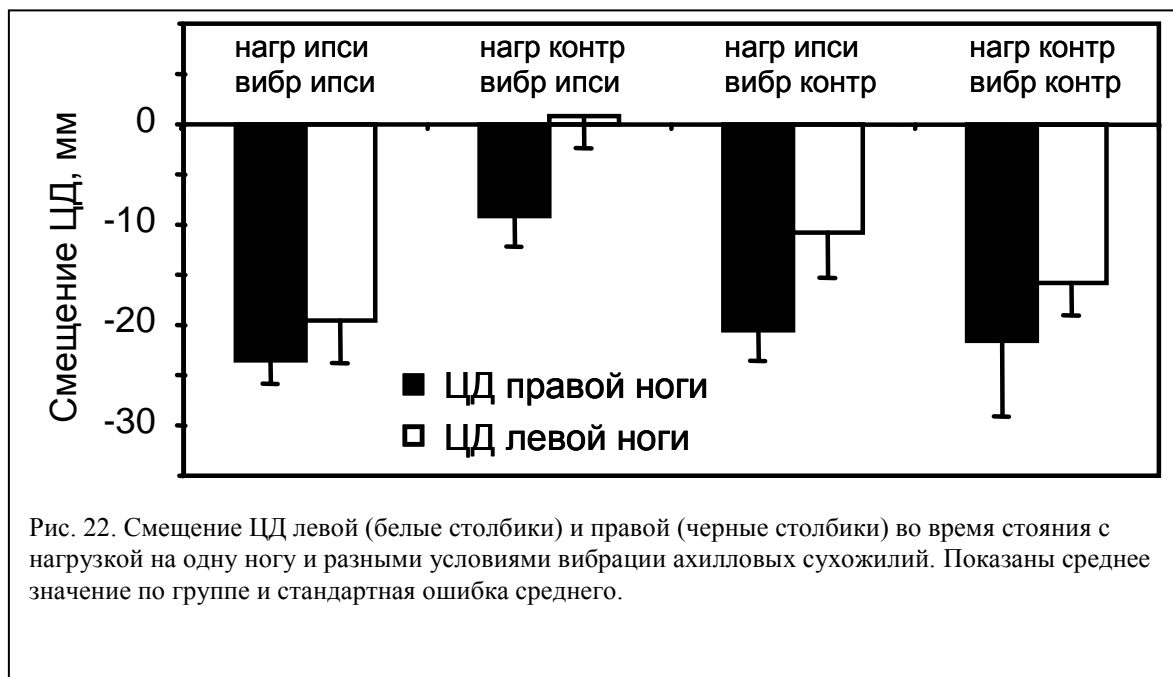 нагр ипси
вибр ипси
нагр контр
вибр ипси
нагр ипси
вибр контр
нагр контр
вибр контр
Смещение ЦД, мм
0
-10
-20
-30
ЦД правой ноги
ЦД левой ноги
Рис. 22. Смещение ЦД левой (белые столбики) и правой (черные столбики) во время стояния с
нагрузкой на одну ногу и разными условиями вибрации ахилловых сухожилий. Показаны среднее
значение по группе и стандартная ошибка среднего.